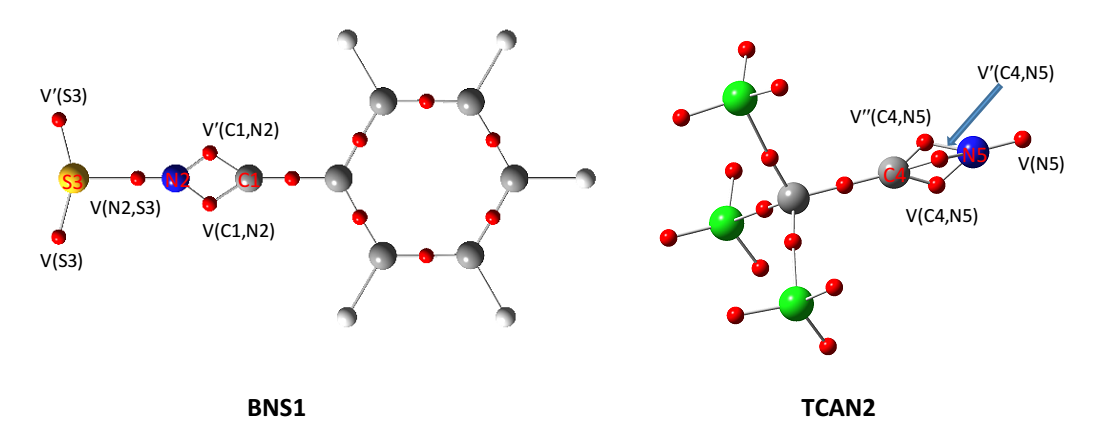 V′(S3)
V′(C1,N2)
S3
N2
C1
V(N2,S3)
V(C1,N2)
V(S3)
BNS1
V′(C4,N5)
V′′(C4,N5)
N5
C4
V(N5)
V(C4,N5)
TCAN2